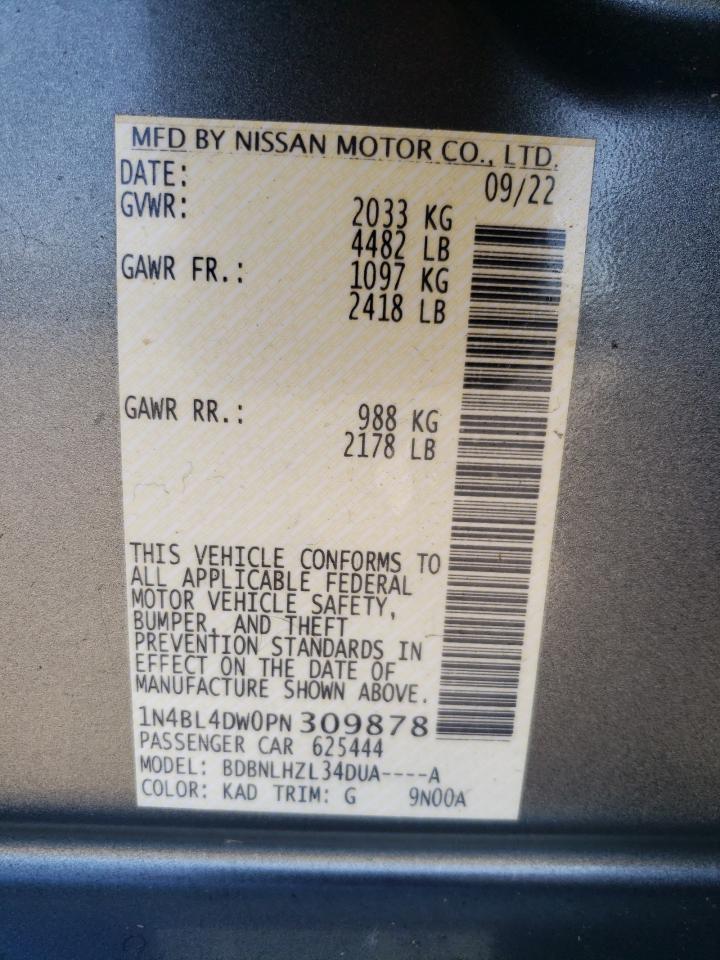 MFD BY NISSAN MOTOR CO., LTD.
DATE: 09/22
GVWR: 2033 KG
4482 LB
GAWR FR.: 1097 KG
2418 LB
GAWR RR.: 988 KG
2178 LB
THIS VEHICLE CONFORMS TO
ALL APPLICABLE FEDERAL
MOTOR VEHICLE SAFETY,
BUMPER, AND THEFT
PREVENTION STANDARDS IN
EFFECT ON THE DATE OF
MANUFACTURE SHOWN ABOVE.
1N4BL4DW0PN309878
PASSENGER CAR 625444
MODEL: BDBNLHZL34DUA----A
COLOR: KAD TRIM: G 9N00A